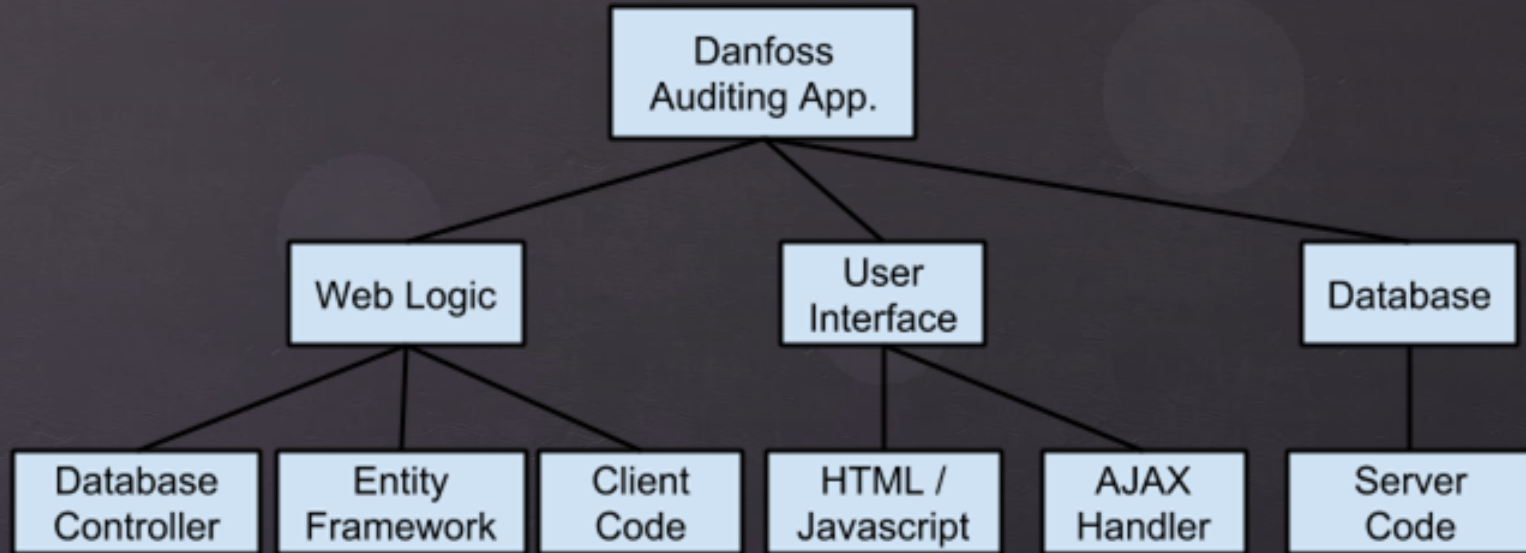 Danfoss
Auditing App.
Web Logic
User
Interface
Database
Database
Controller
Entity
Framework
Client
Code
HTML /
Javascript
AJAX
Handler
Server
Code